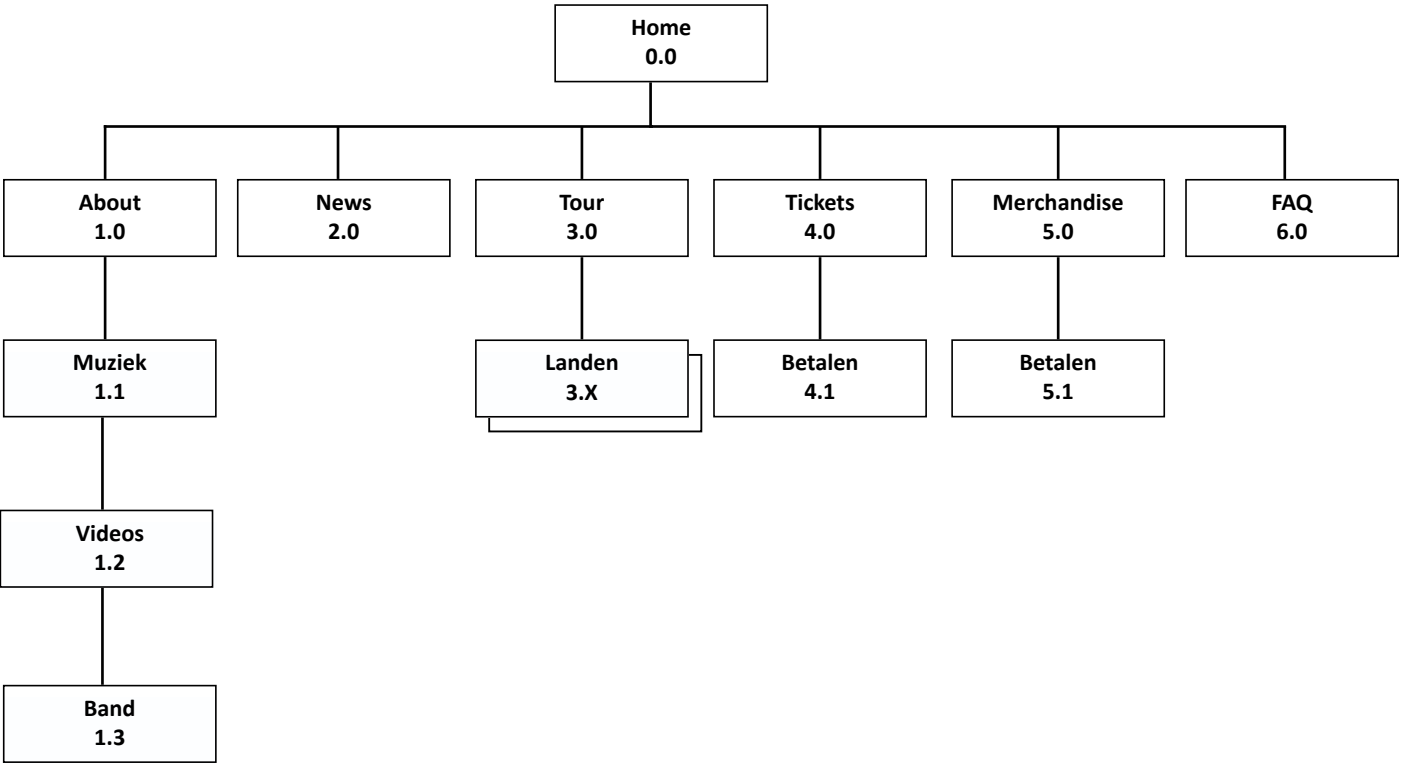 Home
0.0
About
1.0
News
2.0
Tour
3.0
Tickets
4.0
Merchandise
5.0
FAQ
6.0
Muziek
1.1
Landen
3.X
Betalen
4.1
Betalen
5.1
Videos
1.2
Band
1.3